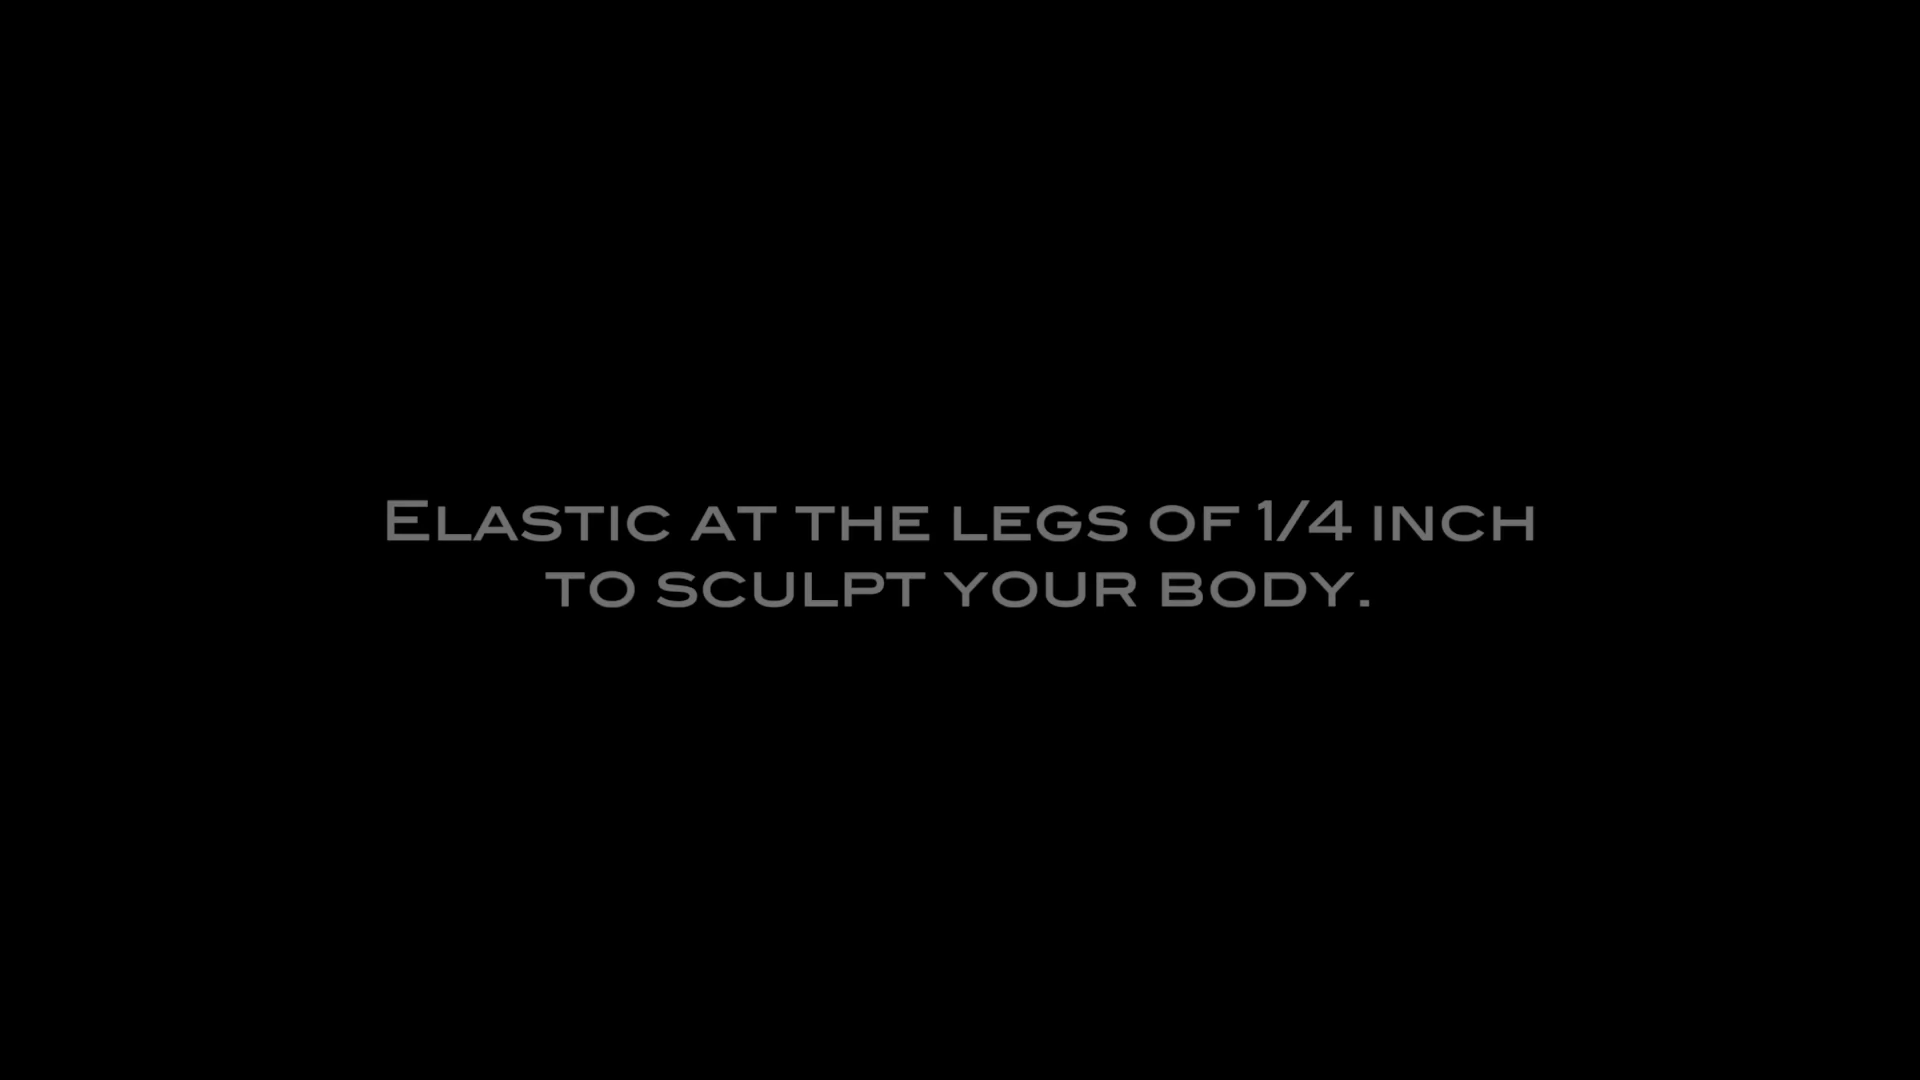 Elastic at the legs of 1/4 inch
to sculpt your body.